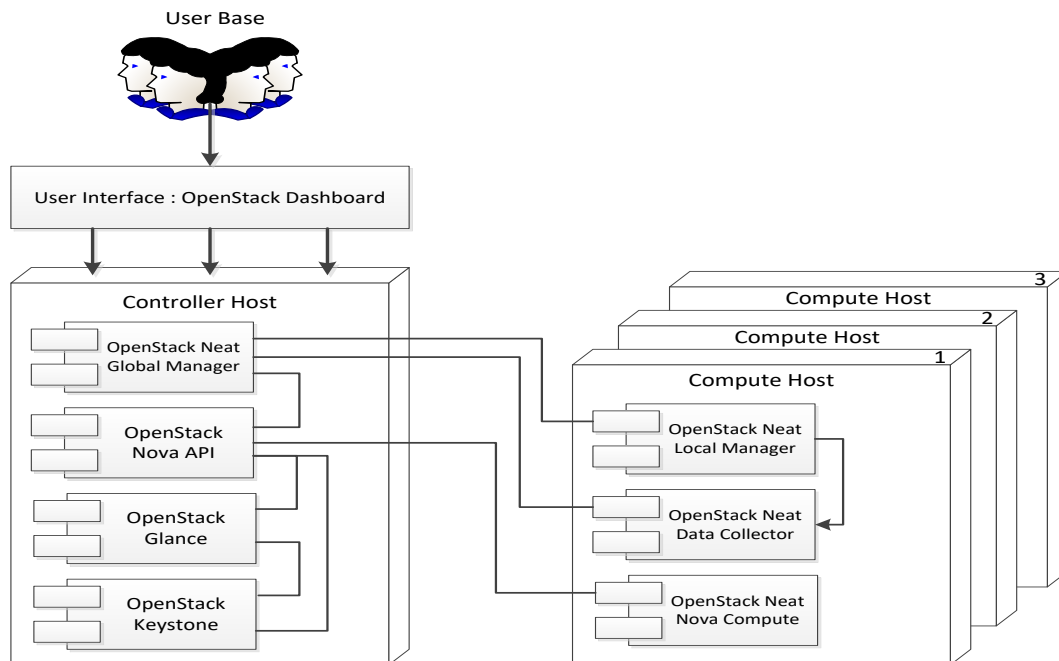 User Base
User Interface : OpenStack Dashboard
Controller Host
OpenStack Neat
Global Manager
OpenStack
Nova API
OpenStack
Glance
OpenStack
Keystone
3
Compute Host
2
Compute Host
1
Compute Host
OpenStack Neat
Local Manager
OpenStack Neat
Data Collector
OpenStack Neat
Nova Compute